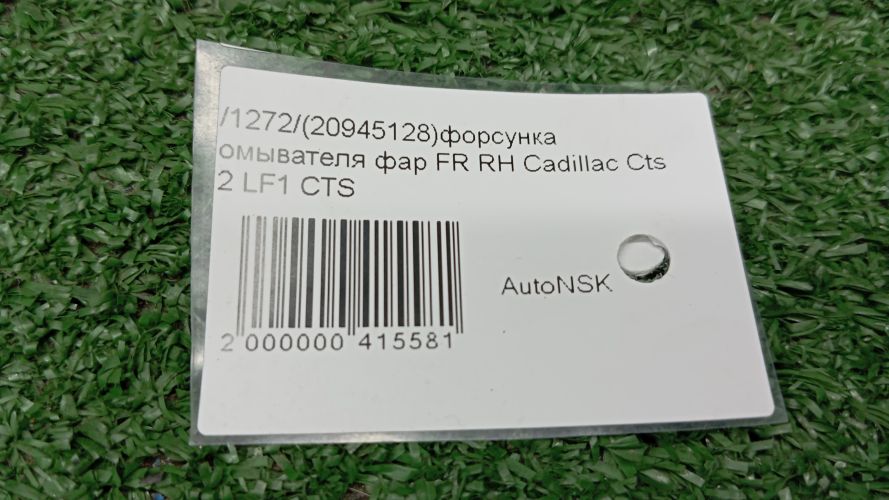 /1272/(20945128)форсунка
омывателя фар FR RH Cadillac Cts
2 LF1 CTS
AutoNSK
2 000000 415581